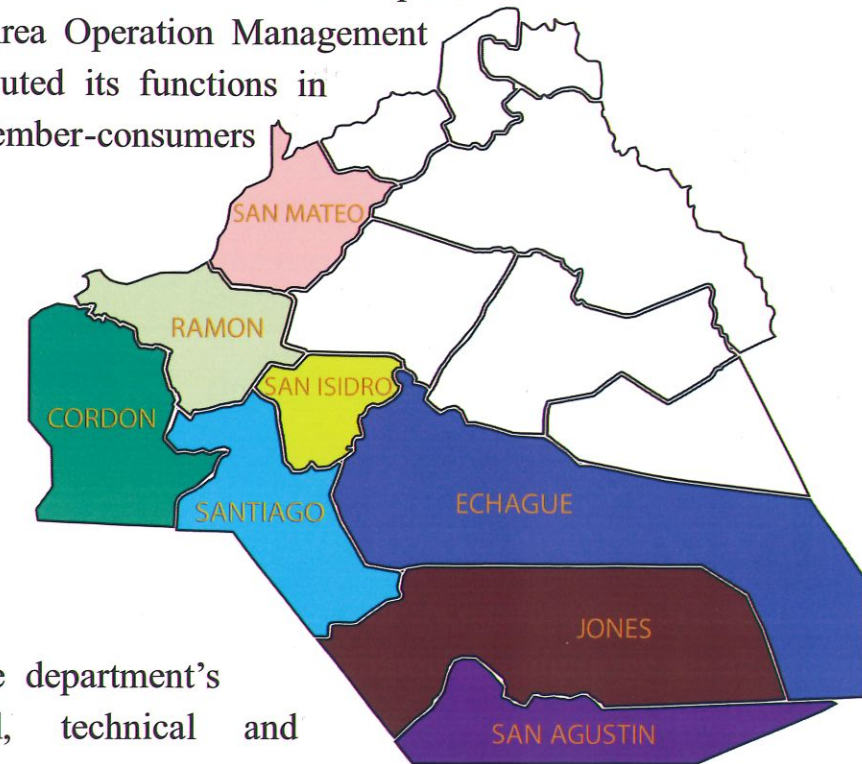 Area Operation Management
uted its functions in
ember-consumers
SAN MATEO
RAMON
SAN ISIDRO
CORDON
SANTIAGO
ECHAGUE
JONES
SAN AGUSTIN
department's
technical and